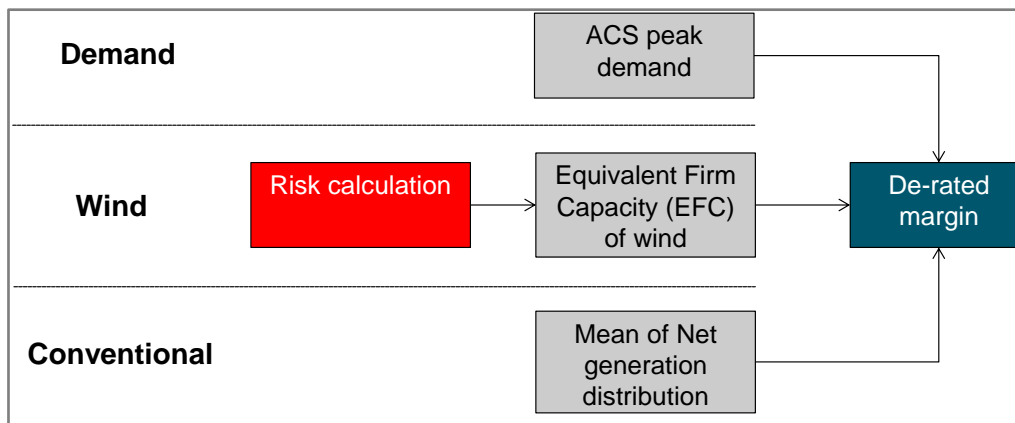 Demand
ACS peak
demand
Wind
Risk calculation
Equivalent Firm
Capacity (EFC)
of wind
De-rated
margin
Conventional
Mean of Net
generation
distribution